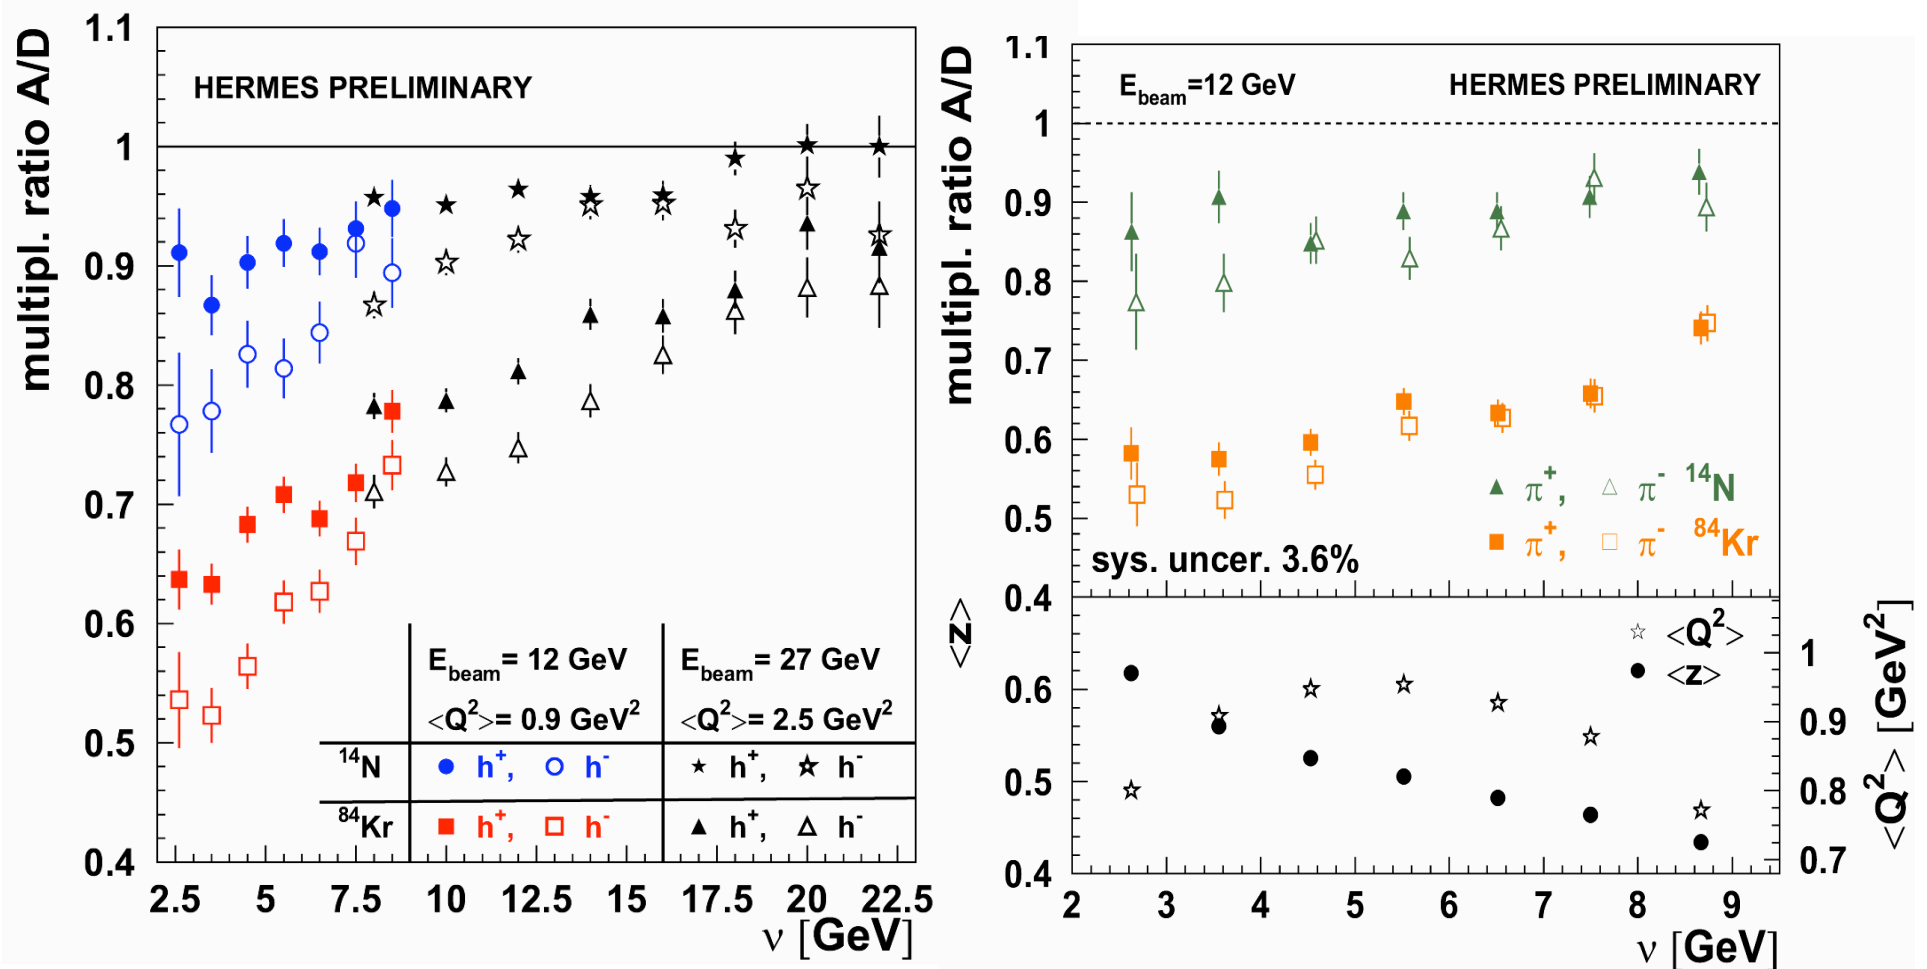 multipl. ratio A/D
1.1
1
0.9
0.8
0.7
0.6
0.5
0.4
HERMES PRELIMINARY
E_beam= 12 GeV
<Q²>= 0.9 GeV²
E_beam= 27 GeV
<Q²>= 2.5 GeV²
¹⁴N h⁺, h⁻ h⁺, h⁻
⁸⁴Kr h⁺, h⁻ h⁺, h⁻
2.5 5 7.5 10 12.5 15 17.5 20 22.5
ν [GeV]
multipl. ratio A/D
1.1
1
0.9
0.8
0.7
0.6
0.5
0.4
E_beam=12 GeV
HERMES PRELIMINARY
π⁺, π⁻ ¹⁴N
π⁺, π⁻ ⁸⁴Kr
sys. uncer. 3.6%
<z>
0.6
0.5
0.4
<Q²>
<z>
1
0.9
0.8
0.7
<Q²> [GeV²]
2 3 4 5 6 7 8 9
ν [GeV]